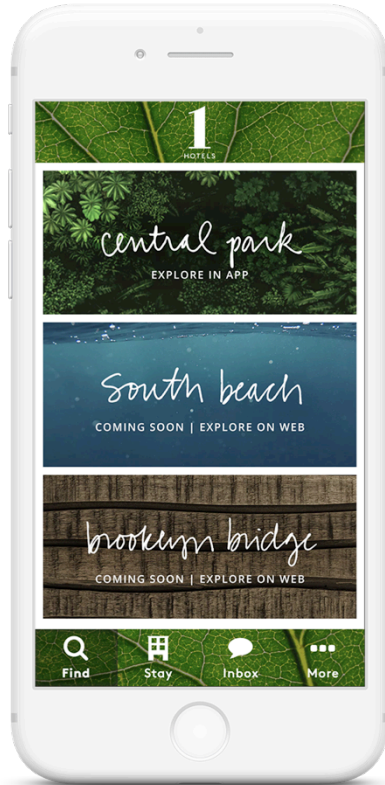 1
HOTELS
central park
EXPLORE IN APP
South beach
COMING SOON | EXPLORE ON WEB
brooklyn bridge
COMING SOON | EXPLORE ON WEB
Find Stay Inbox More